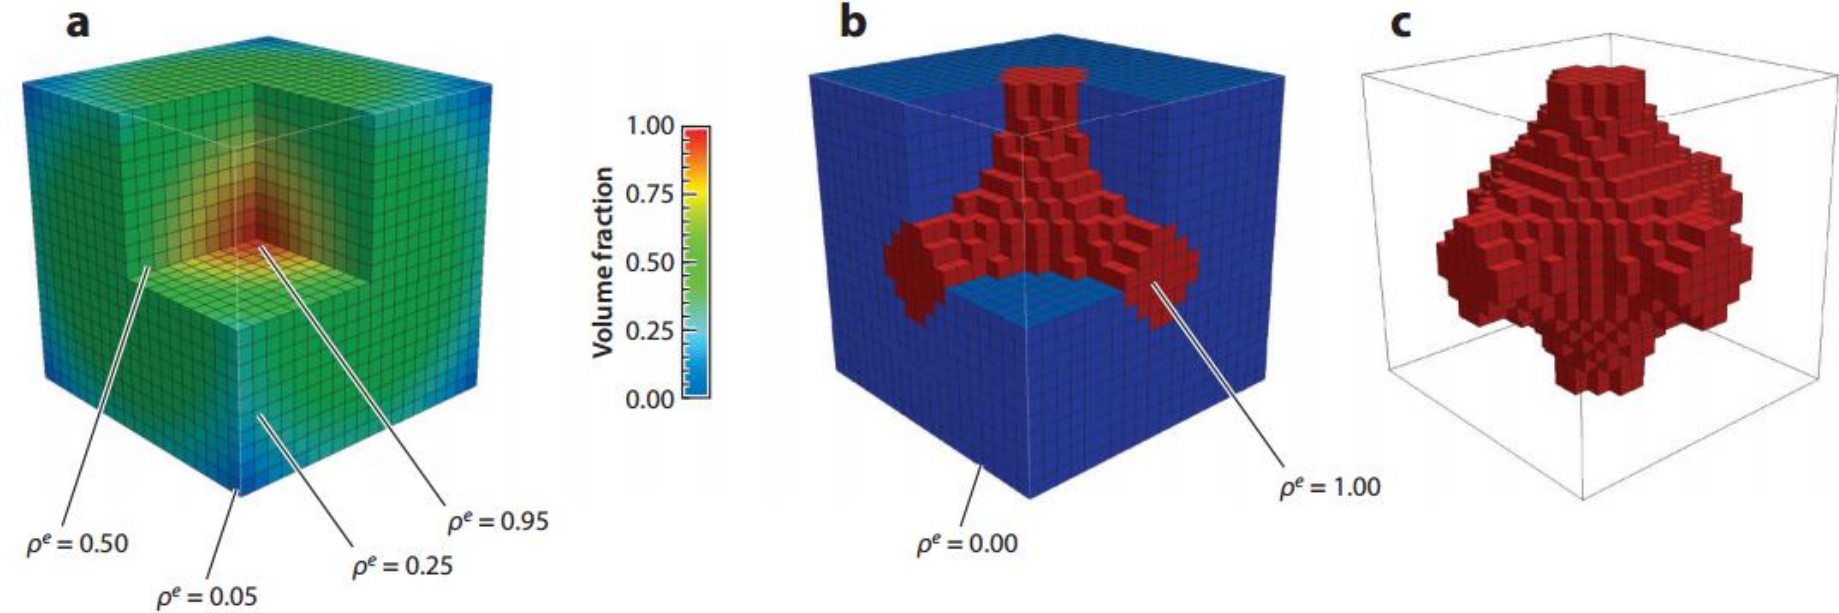 a
b
c
Volume fraction
1.00
0.75
0.50
0.25
0.00
ρᵉ = 0.50
ρᵉ = 0.05
ρᵉ = 0.25
ρᵉ = 0.95
ρᵉ = 0.00
ρᵉ = 1.00